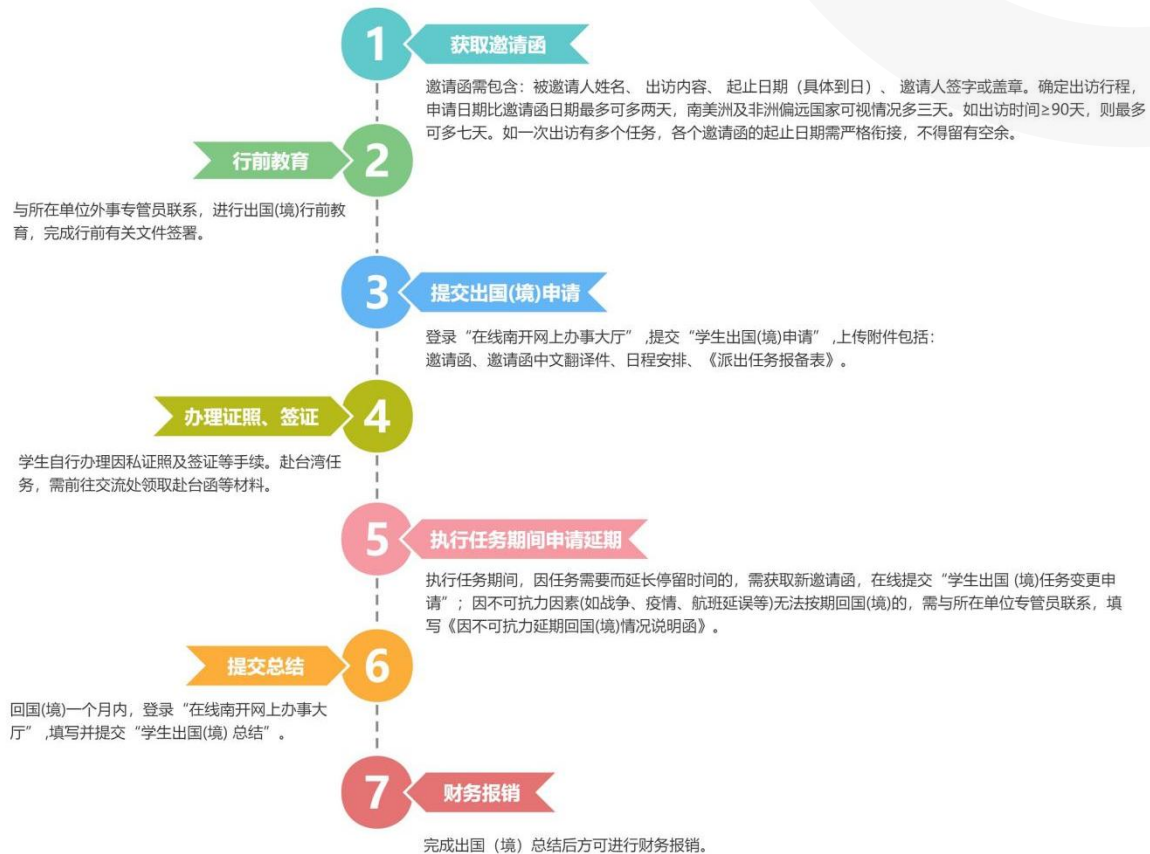 1
获取邀请函
邀请函需包含：被邀请人姓名、 出访内容、 起止日期（具体到日）、 邀请人签字或盖章。确定出访行程，
申请日期比邀请函日期最多可多两天，南美洲及非洲偏远国家可视情况多三天。如出访时间≥90天，则最多
可多七天。如一次出访有多个任务，各个邀请函的起止日期需严格衔接，不得留有空余。
行前教育
2
与所在单位外事专管员联系，进行出国(境)行前教
育，完成行前有关文件签署。
3
提交出国(境)申请
登录“在线南开网上办事大厅” ,提交“学生出国(境)申请” ,上传附件包括：
邀请函、邀请函中文翻译件、日程安排、《派出任务报备表》。
办理证照、签证
4
学生自行办理因私证照及签证等手续。赴台湾任
务，需前往交流处领取赴台函等材料。
5
执行任务期间申请延期
执行任务期间，因任务需要而延长停留时间的，需获取新邀请函，在线提交“学生出国 (境)任务变更申
请”；因不可抗力因素(如战争、疫情、航班延误等)无法按期回国(境)的，需与所在单位专管员联系，填
写《因不可抗力延期回国(境)情况说明函》。
提交总结
6
回国(境)一个月内，登录“在线南开网上办事大
厅” ,填写并提交“学生出国(境) 总结”。
7
财务报销
完成出国（境）总结后方可进行财务报销。